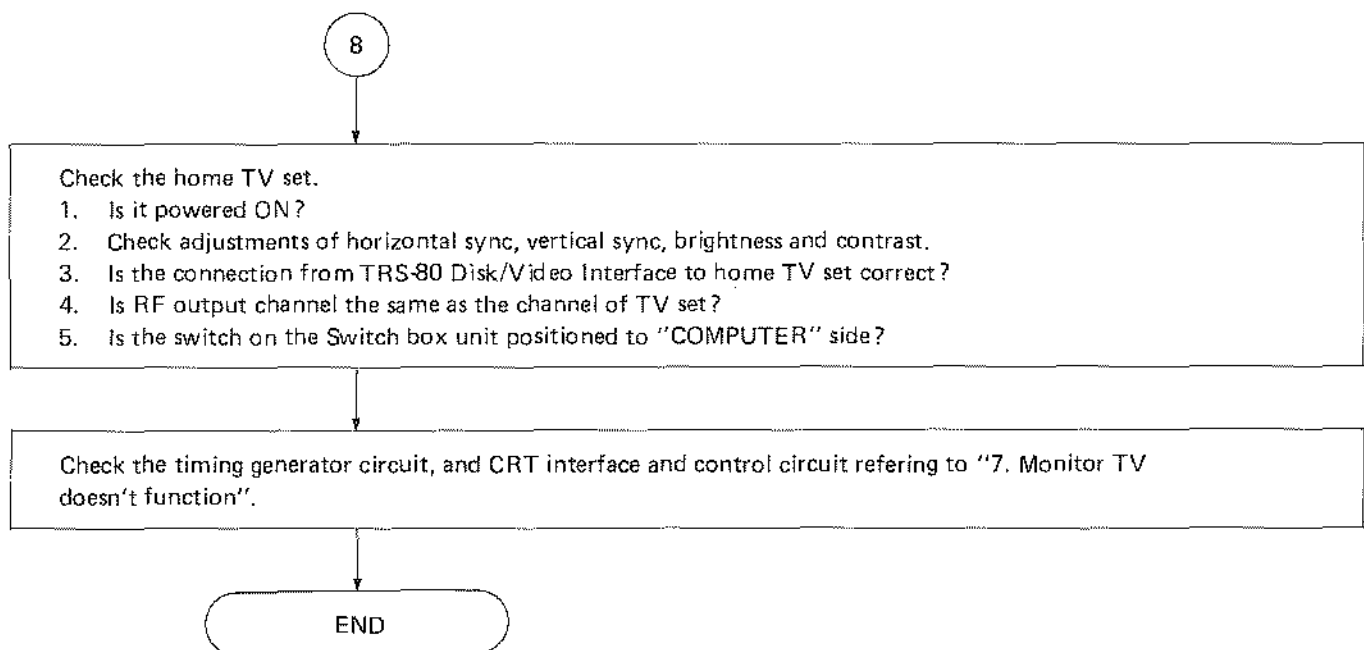 8
Check the home TV set.
1. Is it powered ON?
2. Check adjustments of horizontal sync, vertical sync, brightness and contrast.
3. Is the connection from TRS-80 Disk/Video Interface to home TV set correct?
4. Is RF output channel the same as the channel of TV set?
5. Is the switch on the Switch box unit positioned to "COMPUTER" side?
Check the timing generator circuit, and CRT interface and control circuit refering to "7. Monitor TV
doesn't function".
END